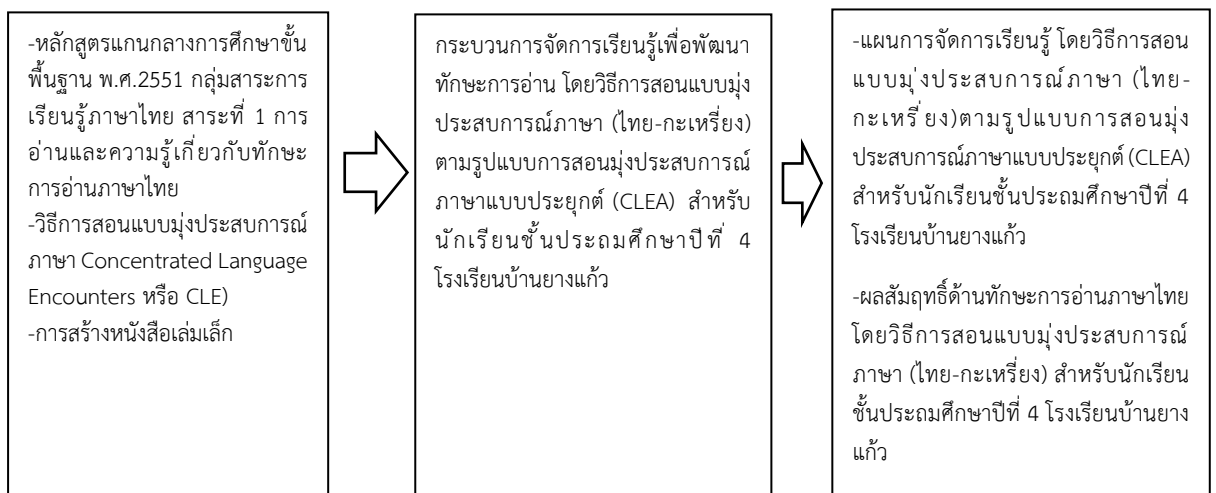 -หลักสูตรแกนกลางการศึกษาขั้น
พื้นฐาน พ.ศ.2551 กลุ่มสาระการ
เรียนรู้ภาษาไทย สาระที่ 1 การ
อ่านและความรู้เกี่ยวกับทักษะ
การอ่านภาษาไทย
-วิธีการสอนแบบมุ่งประสบการณ์
ภาษา Concentrated Language
Encounters หรือ CLE)
-การสร้างหนังสือเล่มเล็ก
กระบวนการจัดการเรียนรู้เพื่อพัฒนา
ทักษะการอ่าน โดยวิธีการสอนแบบมุ่ง
ประสบการณ์ภาษา (ไทย-กะเหรี่ยง)
ตามรูปแบบการสอนมุ่งประสบการณ์
ภาษาแบบประยุกต์ (CLEA) สำหรับ
นักเรียนชั้นประถมศึกษาปีที่ 4
โรงเรียนบ้านยางแก้ว
-แผนการจัดการเรียนรู้ โดยวิธีการสอน
แบบมุ่งประสบการณ์ภาษา (ไทย-
กะเหรี่ยง)ตามรูปแบบการสอนมุ่ง
ประสบการณ์ภาษาแบบประยุกต์ (CLEA)
สำหรับนักเรียนชั้นประถมศึกษาปีที่ 4
โรงเรียนบ้านยางแก้ว
-ผลสัมฤทธิ์ด้านทักษะการอ่านภาษาไทย
โดยวิธีการสอนแบบมุ่งประสบการณ์
ภาษา (ไทย-กะเหรี่ยง) สำหรับนักเรียน
ชั้นประถมศึกษาปีที่ 4 โรงเรียนบ้านยาง
แก้ว